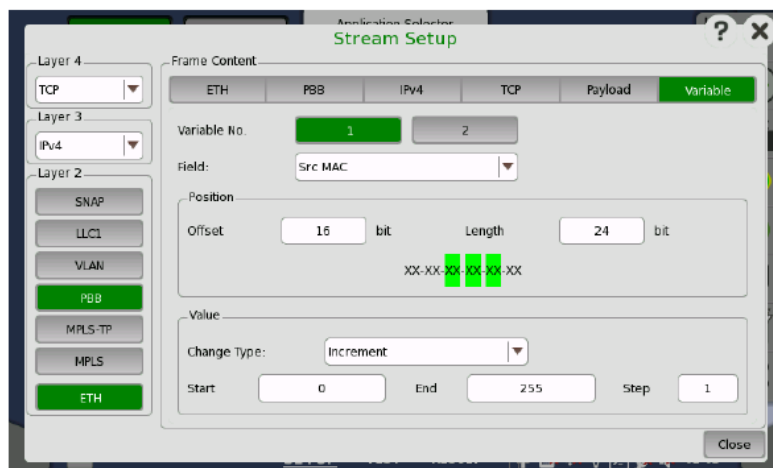 Application Selector
Stream Setup
? X
Layer 4
TCP
Layer 3
IPv4
Layer 2
SNAP
LLC1
VLAN
PBB
MPLS-TP
MPLS
ETH
Frame Content
ETH PBB IPv4 TCP Payload Variable
Variable No. 1 2
Field: Src MAC
Position
Offset 16 bit Length 24 bit
XX-XX-XX-XX-XX-XX
Value
Change Type: Increment
Start 0 End 255 Step 1
Close